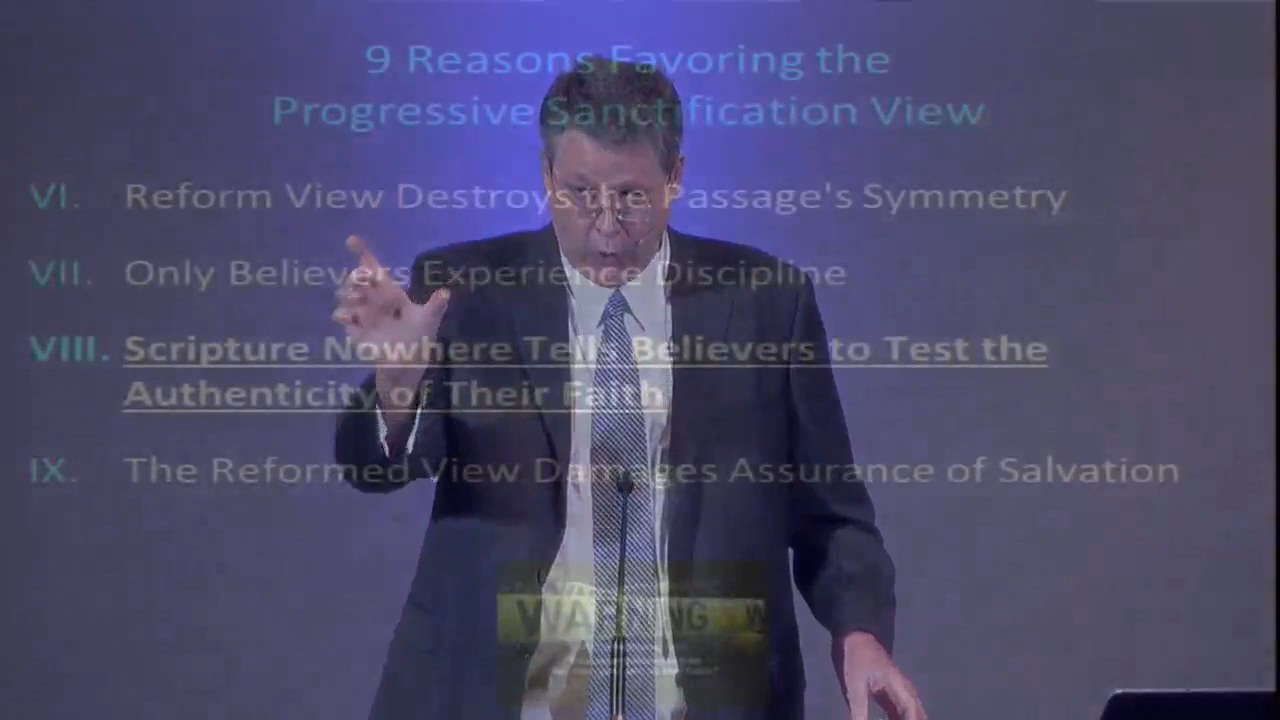 9 Reasons Favoring the
Progressive Sanctification View
VI. Reform View Destroys the Passage's Symmetry
VII. Only Believers Experience Discipline
VIII. Scripture Nowhere Tells Believers to Test the
Authenticity of Their Faith
IX. The Reformed View Damages Assurance of Salvation
WARNING W